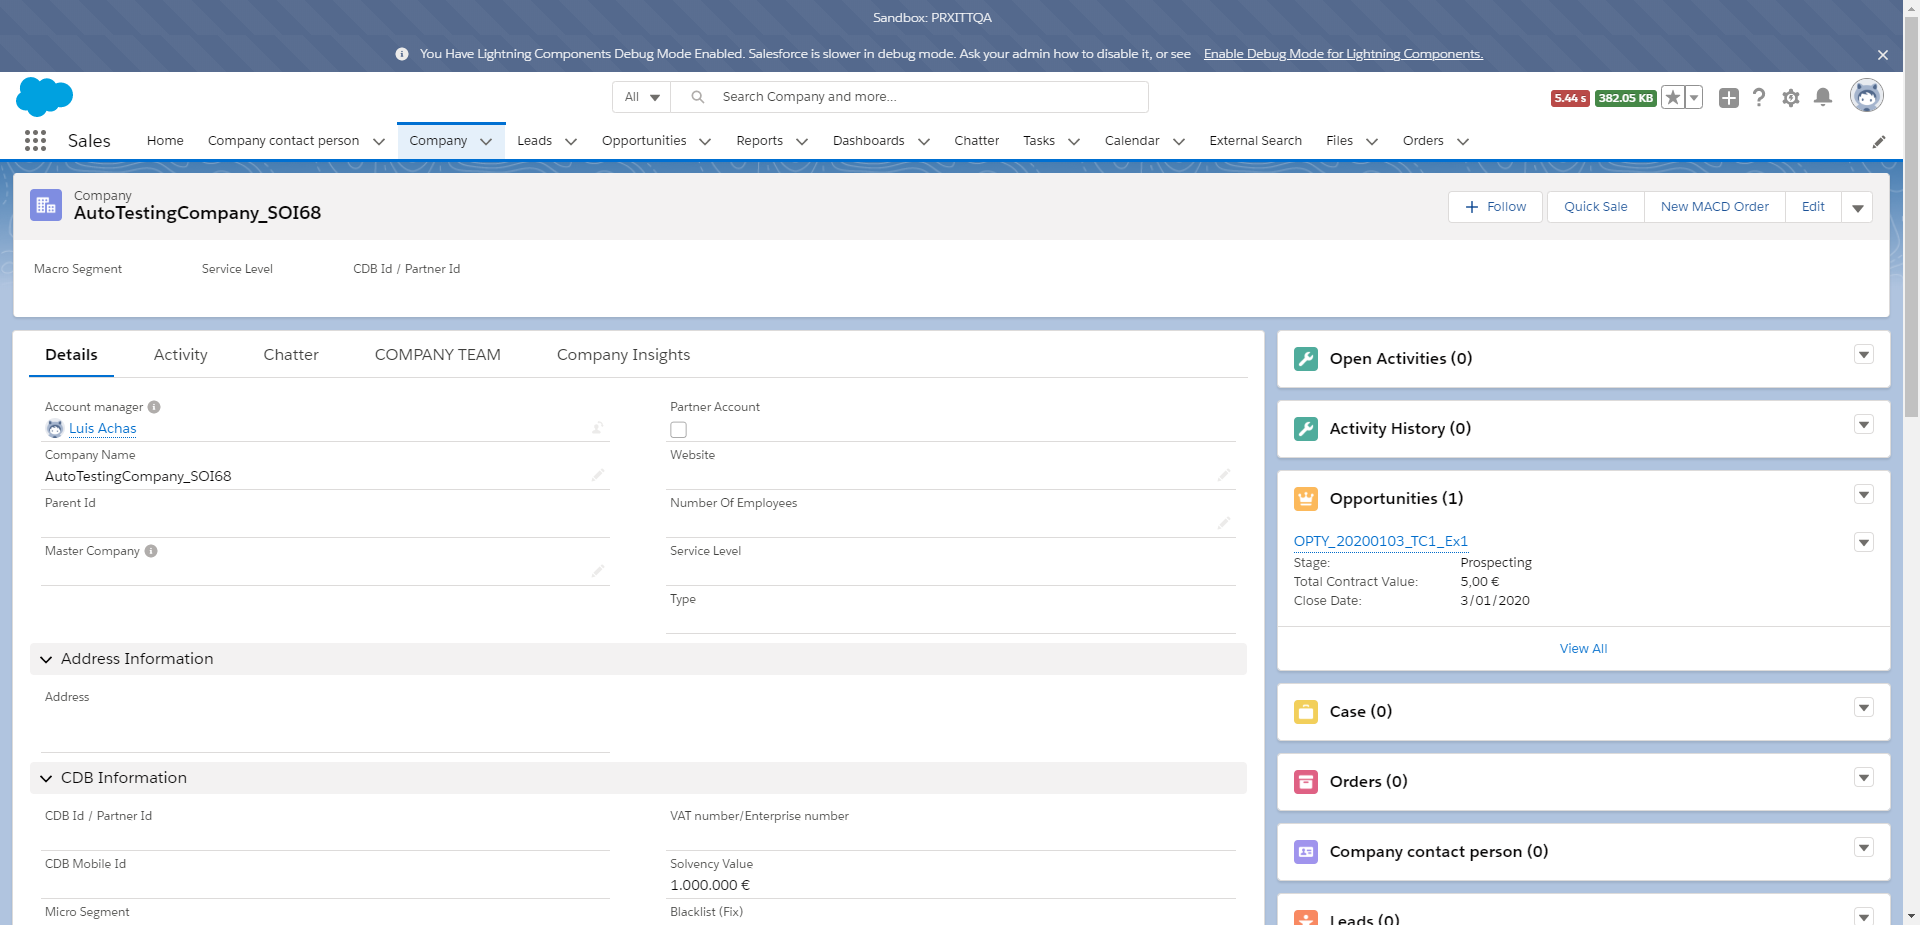 Sandbox: PRXITTQA
You Have Lightning Components Debug Mode Enabled. Salesforce is slower in debug mode. Ask your admin how to disable it, or see Enable Debug Mode for Lightning Components.
All
Search Company and more...
5.44 s
382.05 KB
Sales
Home
Company contact person
Company
Leads
Opportunities
Reports
Dashboards
Chatter
Tasks
Calendar
External Search
Files
Orders
Company
AutoTestingCompany_SOI68
Follow
Quick Sale
New MACD Order
Edit
Macro Segment
Service Level
CDB Id / Partner Id
Details
Activity
Chatter
COMPANY TEAM
Company Insights
Account manager
Luis Achas
Partner Account
Company Name
AutoTestingCompany_SOI68
Website
Parent Id
Number Of Employees
Master Company
Service Level
Type
Address Information
Address
CDB Information
CDB Id / Partner Id
VAT number/Enterprise number
CDB Mobile Id
Solvency Value
1.000.000 €
Micro Segment
Blacklist (Fix)
Open Activities (0)
Activity History (0)
Opportunities (1)
OPTY_20200103_TC1_Ex1
Stage: Prospecting
Total Contract Value: 5,00 €
Close Date: 3/01/2020
View All
Case (0)
Orders (0)
Company contact person (0)
Leads (0)